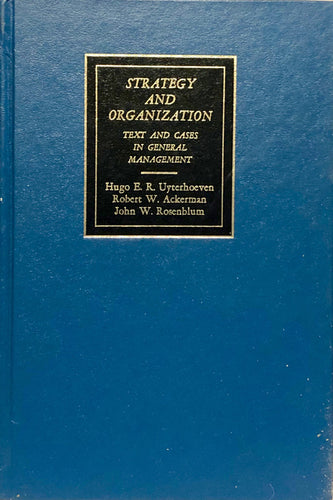 STRATEGY
AND
ORGANIZATION
TEXT AND CASES
IN GENERAL
MANAGEMENT
Hugo E. R. Uyterhoeven
Robert W. Ackerman
John W. Rosenblum